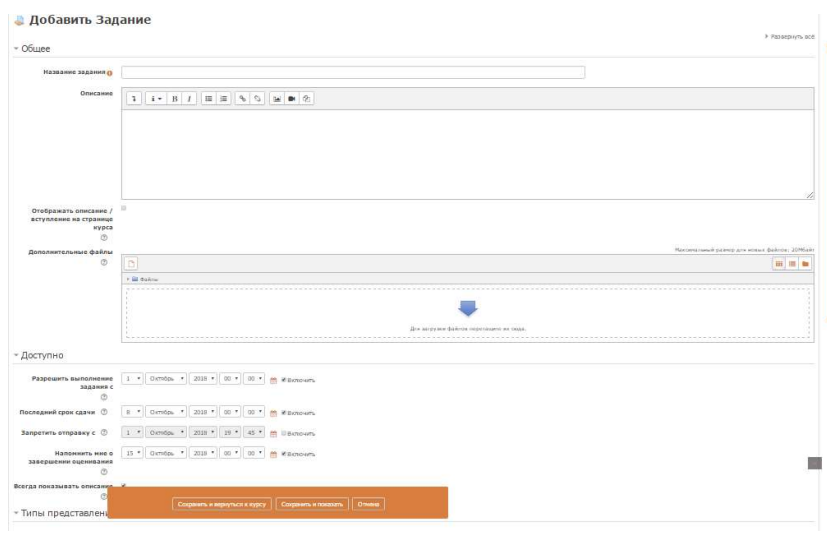 Добавить Задание
Развернуть всё
Общее
Название задания
Описание
Отображать описание /
вступление на странице
курса
Дополнительные файлы
Максимальный размер для новых файлов: 20Мбайт
Файлы
Для загрузки файлов перетащите их сюда.
Доступно
Разрешить выполнение
задания с
1 Октябрь 2018 00 00 Включить
Последний срок сдачи 8 Октябрь 2018 00 00 Включить
Запретить отправку с 1 Октябрь 2018 19 45 Включить
Напомнить мне о
завершении оценивания
15 Октябрь 2018 00 00 Включить
Всегда показывать описание
Сохранить и вернуться к курсу Сохранить и показать Отмена
Типы представлен